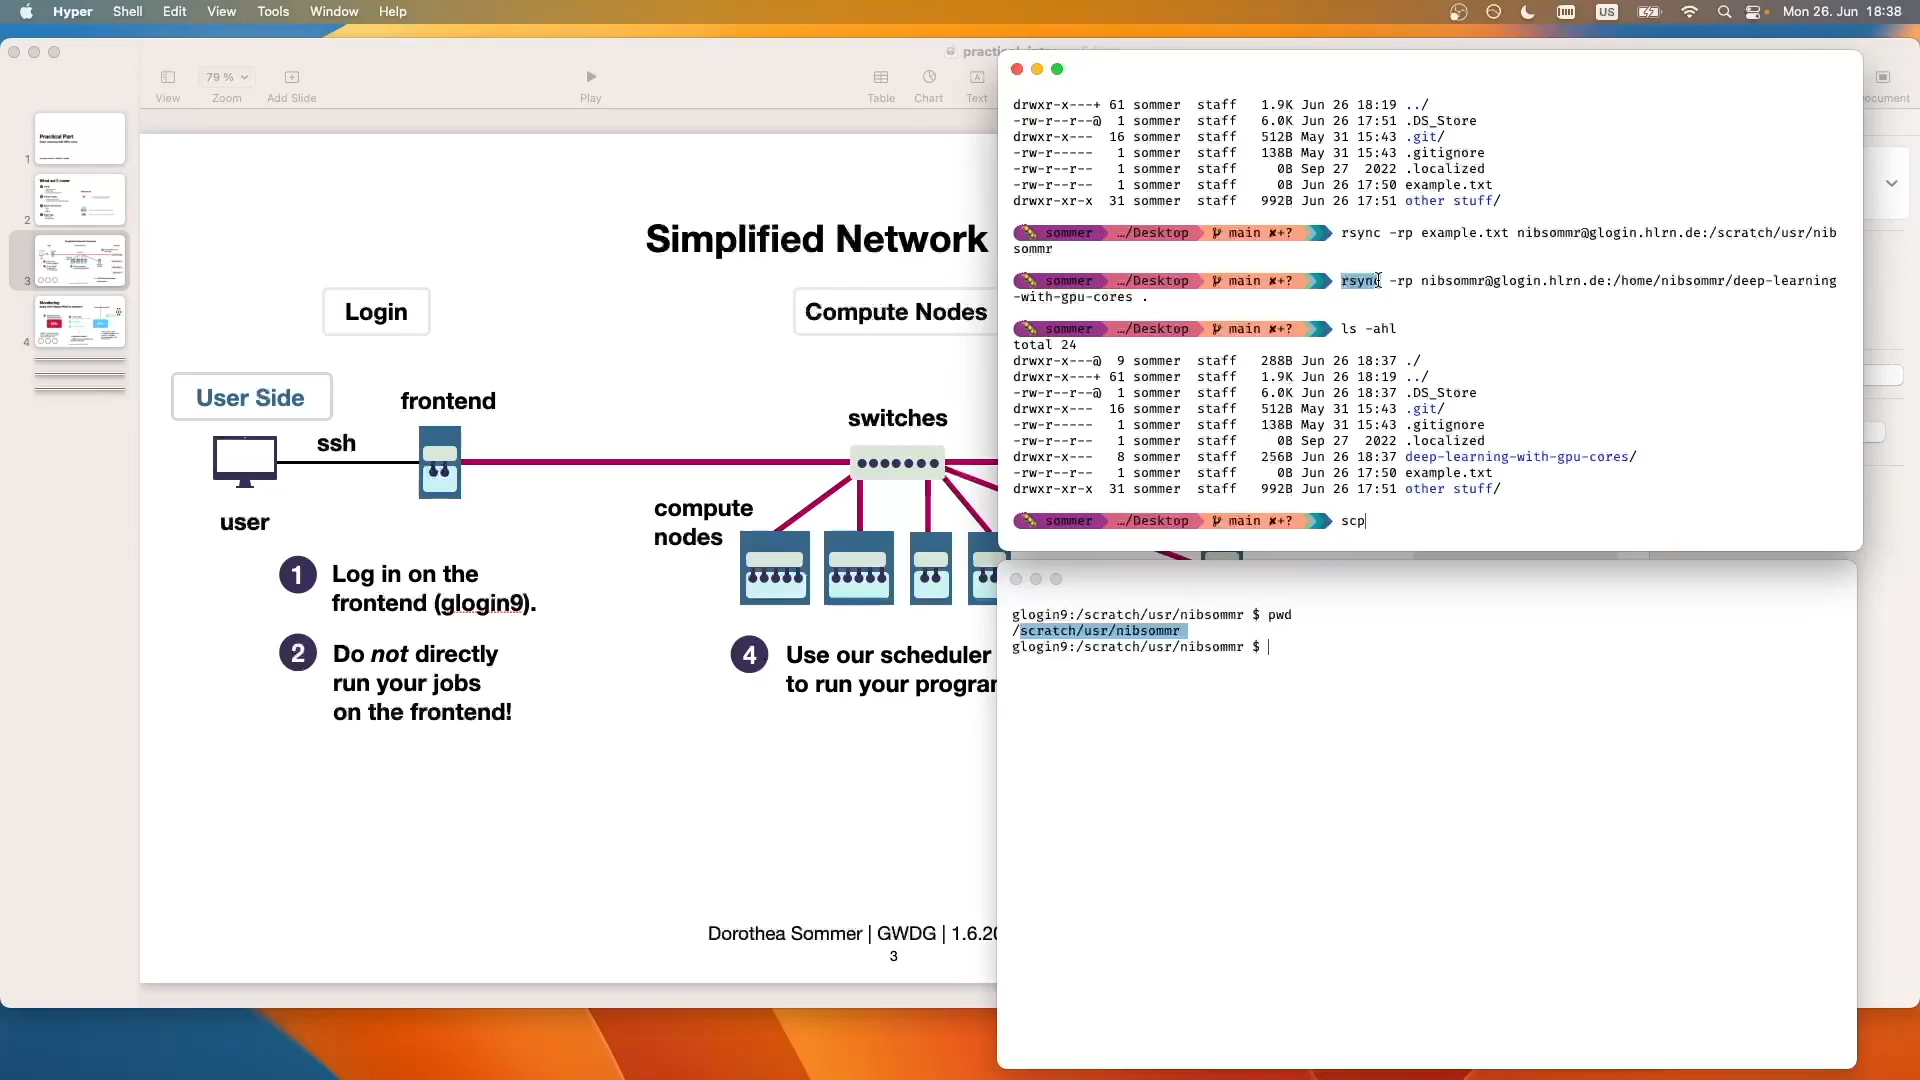 Hyper Shell Edit View Tools Window Help
US
Mon 26. Jun 18:38
79 %
View Zoom Add Slide
Play
Table Chart Text
Practical Part
1
What we'll cover
2
3
Monitoring
4
Simplified Network
Login
Compute Nodes
User Side
frontend
ssh
switches
user
compute
nodes
1 Log in on the
frontend (glogin9).
2 Do not directly
run your jobs
on the frontend!
4 Use our scheduler
to run your program
Dorothea Sommer | GWDG | 1.6.20
3
drwxr-x---+ 61 sommer staff 1.9K Jun 26 18:19 ../
-rw-r--r--@ 1 sommer staff 6.0K Jun 26 17:51 .DS_Store
drwxr-x--- 16 sommer staff 512B May 31 15:43 .git/
-rw-r----- 1 sommer staff 138B May 31 15:43 .gitignore
-rw-r--r-- 1 sommer staff 0B Sep 27 2022 .localized
-rw-r--r-- 1 sommer staff 0B Jun 26 17:50 example.txt
drwxr-xr-x 31 sommer staff 992B Jun 26 17:51 other stuff/
sommer …/Desktop main ✘+? rsync -rp example.txt nibsommr@glogin.hlrn.de:/scratch/usr/nib
sommr
sommer …/Desktop main ✘+? rsync -rp nibsommr@glogin.hlrn.de:/home/nibsommr/deep-learning
-with-gpu-cores .
sommer …/Desktop main ✘+? ls -ahl
total 24
drwxr-x---@ 9 sommer staff 288B Jun 26 18:37 ./
drwxr-x---+ 61 sommer staff 1.9K Jun 26 18:19 ../
-rw-r--r--@ 1 sommer staff 6.0K Jun 26 18:37 .DS_Store
drwxr-x--- 16 sommer staff 512B May 31 15:43 .git/
-rw-r----- 1 sommer staff 138B May 31 15:43 .gitignore
-rw-r--r-- 1 sommer staff 0B Sep 27 2022 .localized
drwxr-x--- 8 sommer staff 256B Jun 26 18:37 deep-learning-with-gpu-cores/
-rw-r--r-- 1 sommer staff 0B Jun 26 17:50 example.txt
drwxr-xr-x 31 sommer staff 992B Jun 26 17:51 other stuff/
sommer …/Desktop main ✘+? scp
glogin9:/scratch/usr/nibsommr $ pwd
/scratch/usr/nibsommr
glogin9:/scratch/usr/nibsommr $